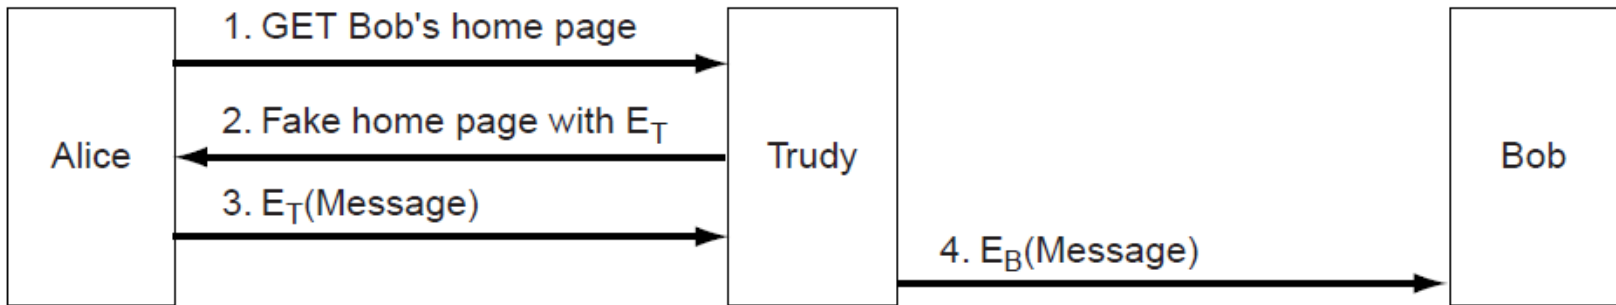 1. GET Bob's home page
2. Fake home page with E_T
Alice
Trudy
Bob
3. E_T(Message)
4. E_B(Message)